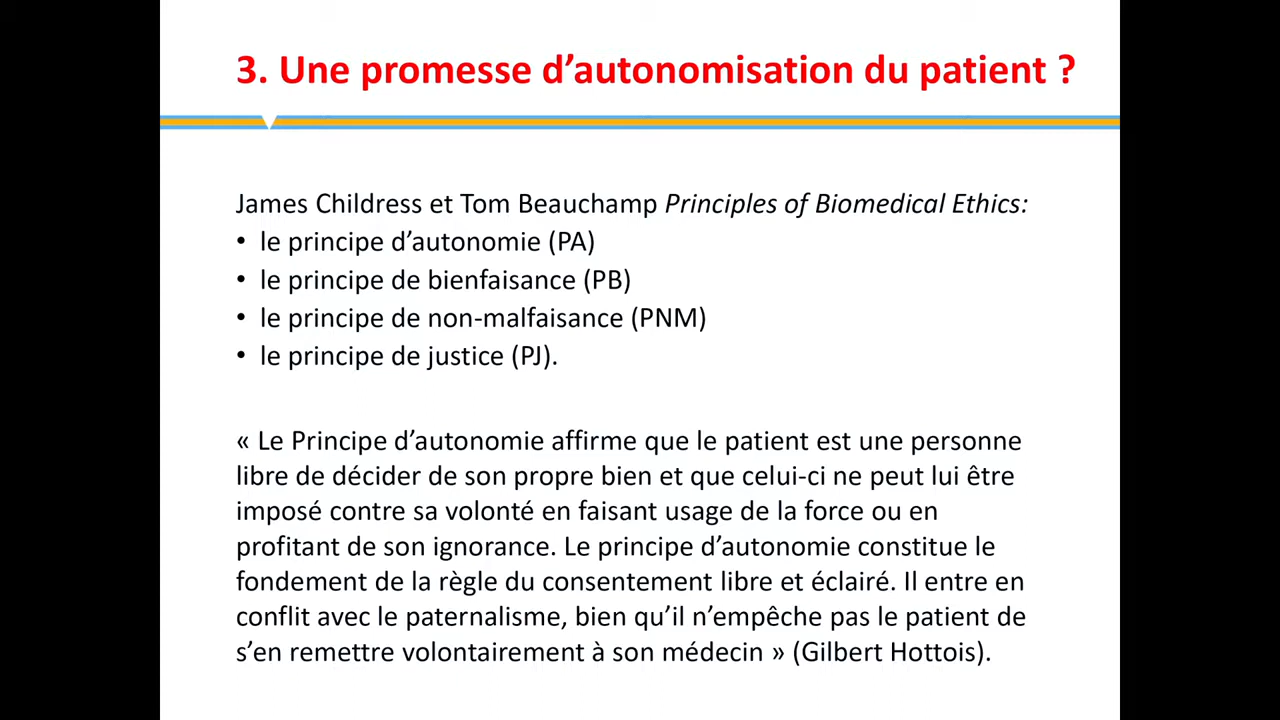 3. Une promesse d’autonomisation du patient ?
James Childress et Tom Beauchamp Principles of Biomedical Ethics:
• le principe d’autonomie (PA)
• le principe de bienfaisance (PB)
• le principe de non-malfaisance (PNM)
• le principe de justice (PJ).
« Le Principe d’autonomie affirme que le patient est une personne
libre de décider de son propre bien et que celui-ci ne peut lui être
imposé contre sa volonté en faisant usage de la force ou en
profitant de son ignorance. Le principe d’autonomie constitue le
fondement de la règle du consentement libre et éclairé. Il entre en
conflit avec le paternalisme, bien qu’il n’empêche pas le patient de
s’en remettre volontairement à son médecin » (Gilbert Hottois).